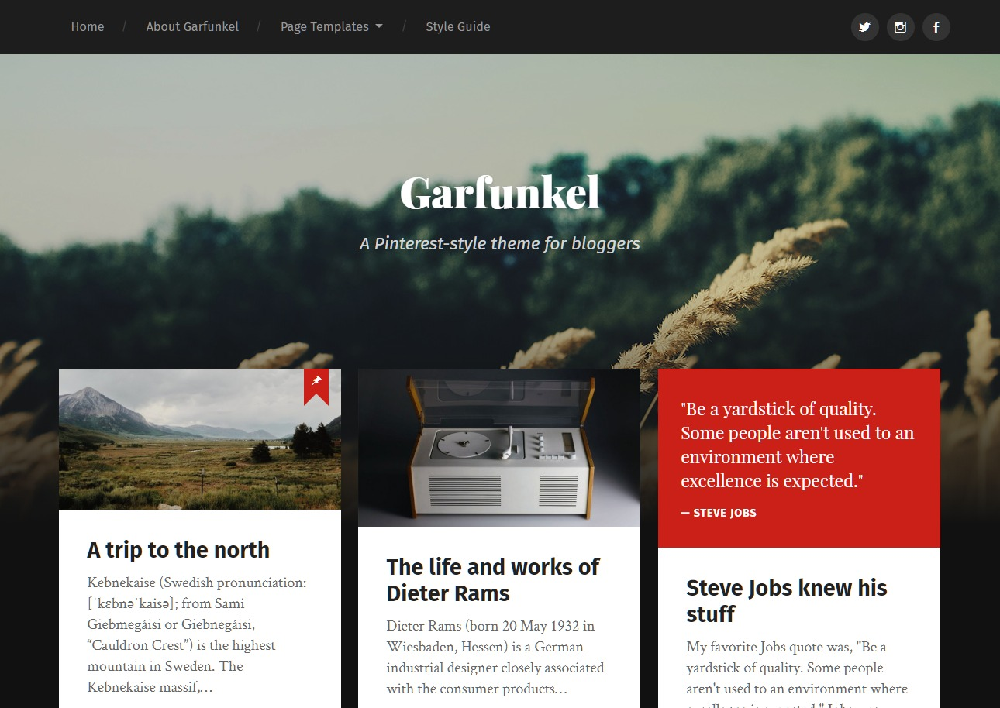 Home / About Garfunkel / Page Templates / Style Guide
Garfunkel
A Pinterest-style theme for bloggers
A trip to the north
Kebnekaise (Swedish pronunciation:
[ˈkɛbnəˈkaisə]; from Sami
Giebmegáisi or Giebnegáisi,
“Cauldron Crest”) is the highest
mountain in Sweden. The
Kebnekaise massif,…
The life and works of
Dieter Rams
Dieter Rams (born 20 May 1932 in
Wiesbaden, Hessen) is a German
industrial designer closely associated
with the consumer products…
"Be a yardstick of quality.
Some people aren't used to an
environment where
excellence is expected."
— STEVE JOBS
Steve Jobs knew his
stuff
My favorite Jobs quote was, "Be a
yardstick of quality. Some people
aren't used to an environment where